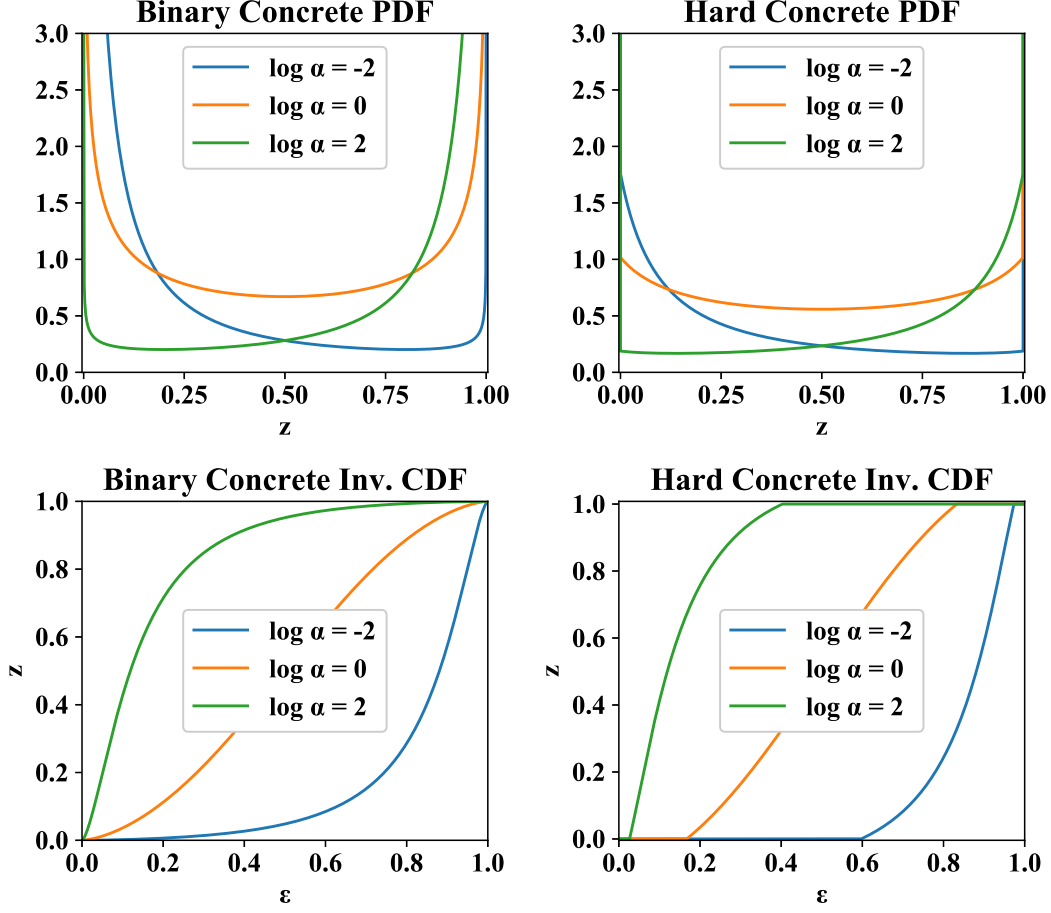 Binary Concrete PDF
3.0
2.5
2.0
1.5
1.0
0.5
0.0
log α = -2
log α = 0
log α = 2
0.00 0.25 0.50 0.75 1.00
z
Hard Concrete PDF
3.0
2.5
2.0
1.5
1.0
0.5
0.0
log α = -2
log α = 0
log α = 2
0.00 0.25 0.50 0.75 1.00
z
Binary Concrete Inv. CDF
z
1.0
0.8
0.6
0.4
0.2
0.0
log α = -2
log α = 0
log α = 2
0.0 0.2 0.4 0.6 0.8 1.0
ε
Hard Concrete Inv. CDF
z
1.0
0.8
0.6
0.4
0.2
0.0
log α = -2
log α = 0
log α = 2
0.0 0.2 0.4 0.6 0.8 1.0
ε